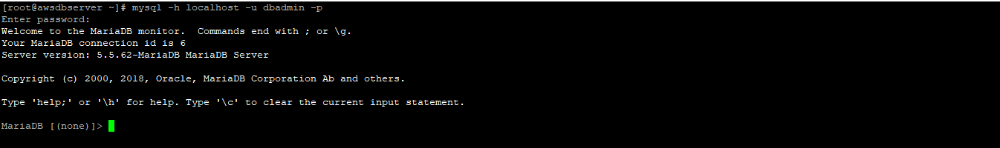 [root@awsdbserver ~]# mysql -h localhost -u dbadmin -p
Enter password:
Welcome to the MariaDB monitor.  Commands end with ; or \g.
Your MariaDB connection id is 6
Server version: 5.5.62-MariaDB MariaDB Server
Copyright (c) 2000, 2018, Oracle, MariaDB Corporation Ab and others.
Type 'help;' or '\h' for help. Type '\c' to clear the current input statement.
MariaDB [(none)]>